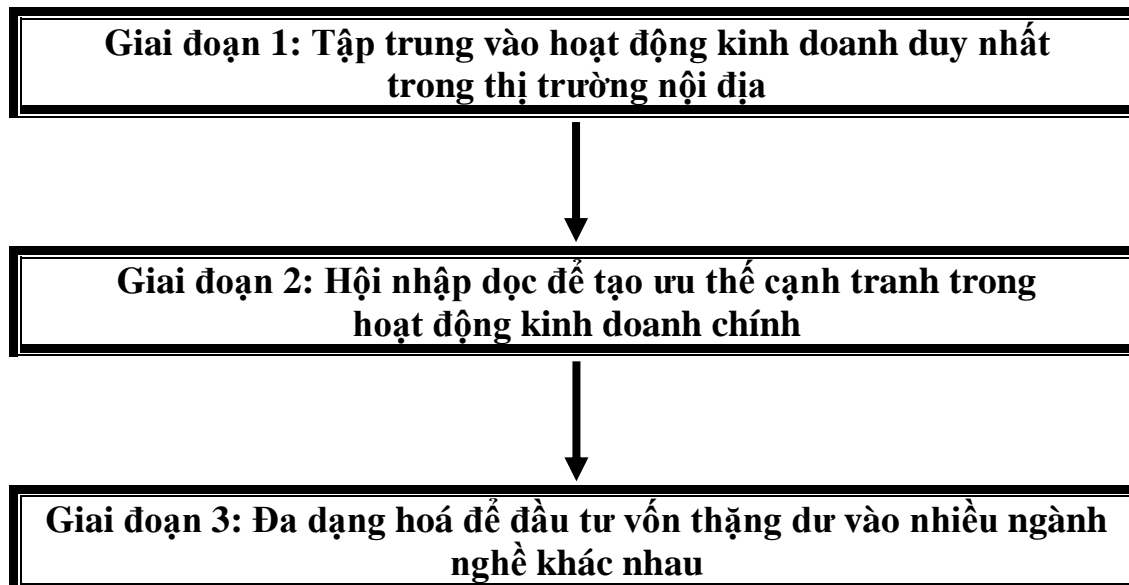 Giai đoạn 1: Tập trung vào hoạt động kinh doanh duy nhất
trong thị trường nội địa
Giai đoạn 2: Hội nhập dọc để tạo ưu thế cạnh tranh trong
hoạt động kinh doanh chính
Giai đoạn 3: Đa dạng hoá để đầu tư vốn thặng dư vào nhiều ngành
nghề khác nhau